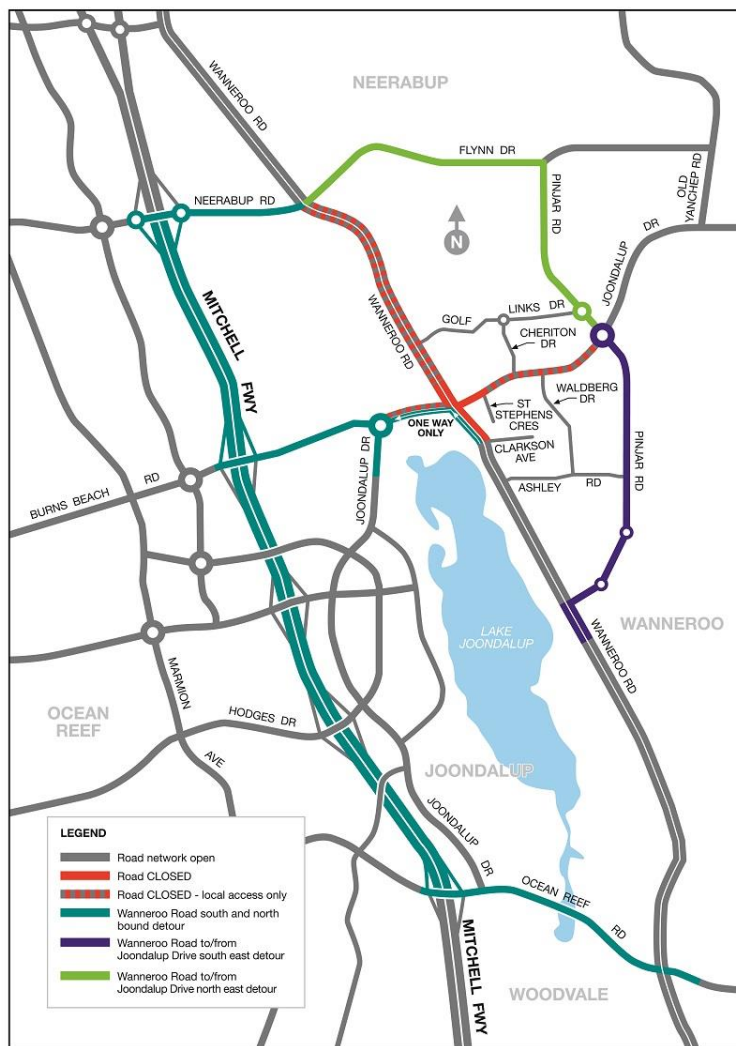 NEERABUP
WANNEROO RD
FLYNN DR
OLD
YANCHEP RD
PINJAR RD
NEERABUP RD
N
JOONDALUP
DR
MITCHELL
FWY
WANNEROO RD
GOLF
LINKS DR
CHERITON
DR
WALDBERG
DR
ST
STEPHENS
CRES
ONE WAY
ONLY
CLARKSON
AVE
JOONDALUP DR
PINJAR RD
BURNS BEACH
RD
ASHLEY
RD
LAKE
JOONDALUP
WANNEROO
WANNEROO RD
MARMION
AVE
OCEAN
REEF
HODGES DR
JOONDALUP
JOONDALUP
DR
OCEAN REEF
RD
MITCHELL FWY
WOODVALE
LEGEND
Road network open
Road CLOSED
Road CLOSED - local access only
Wanneroo Road south and north
bound detour
Wanneroo Road to/from
Joondalup Drive south east detour
Wanneroo Road to/from
Joondalup Drive north east detour